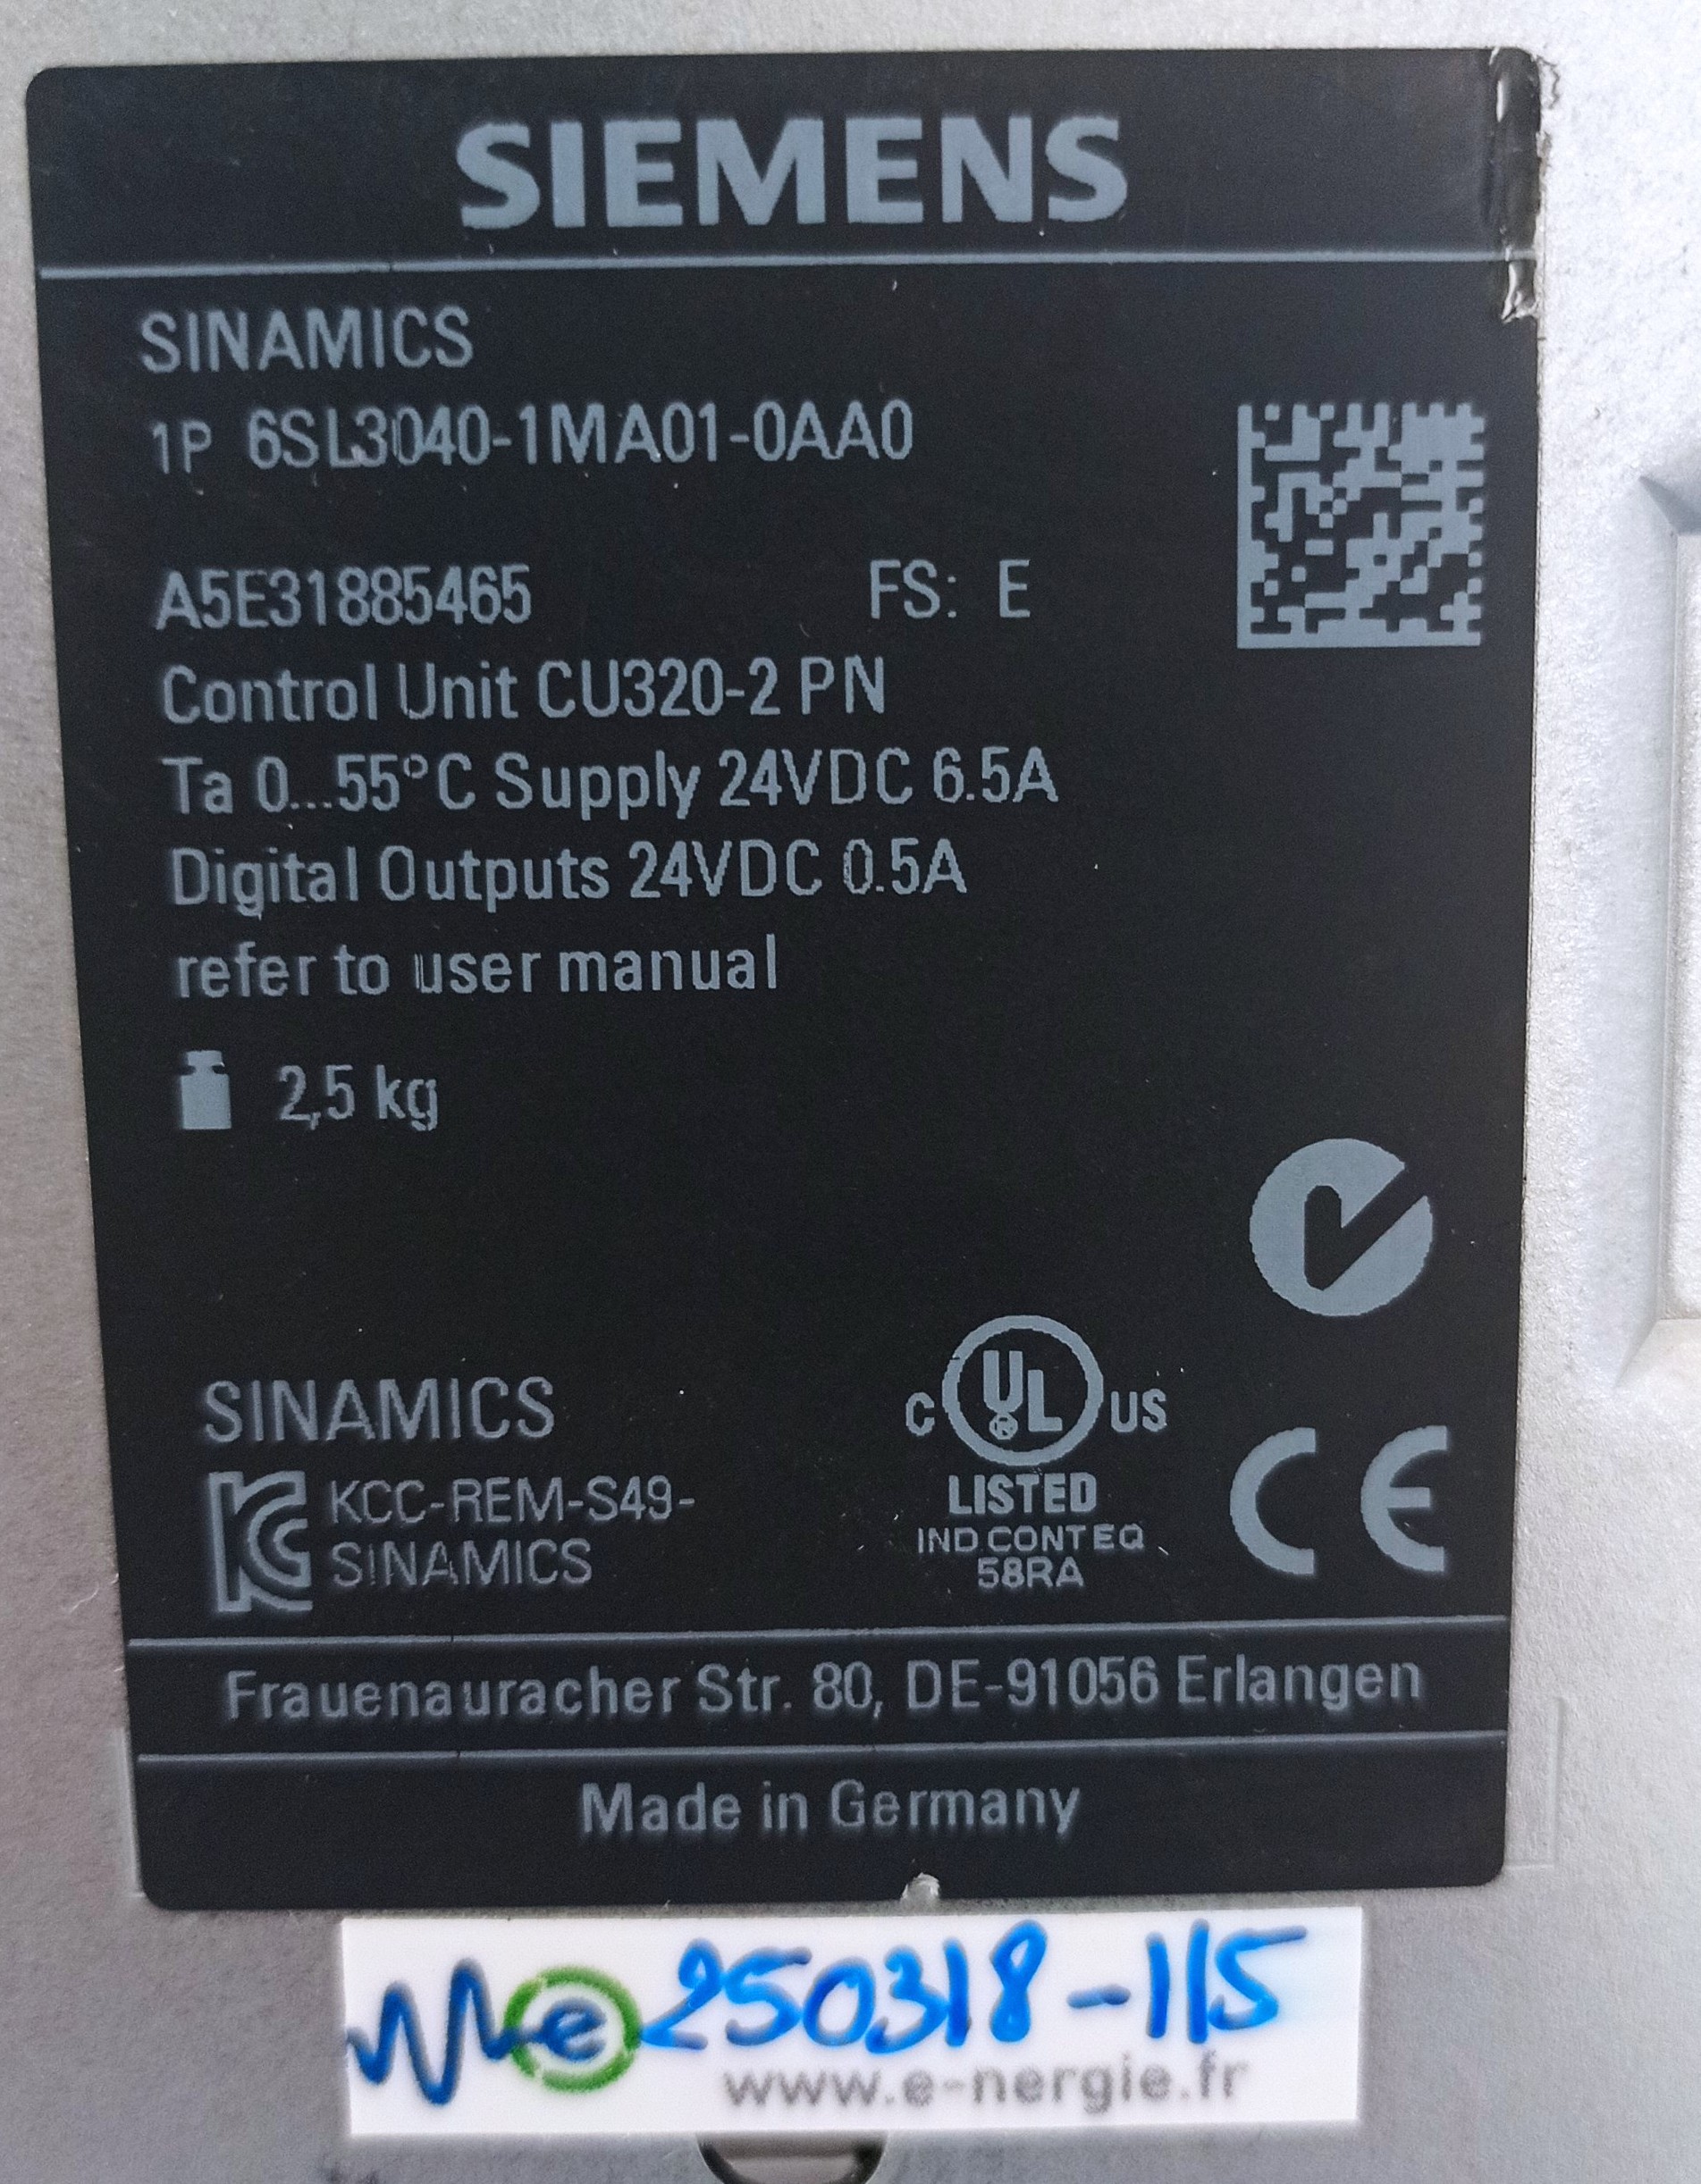 SIEMENS
SINAMICS
1P 6SL3040-1MA01-0AA0
A5E31885465 FS: E
Control Unit CU320-2 PN
Ta 0...55°C Supply 24VDC 6.5A
Digital Outputs 24VDC 0.5A
refer to user manual
2,5 kg
SINAMICS
KCC-REM-S49-
SINAMICS
C UL® US
LISTED
IND.CONT.EQ
58RA
CE
Frauenauracher Str. 80, DE-91056 Erlangen
Made in Germany
e 250318-115
www.e-nergie.fr